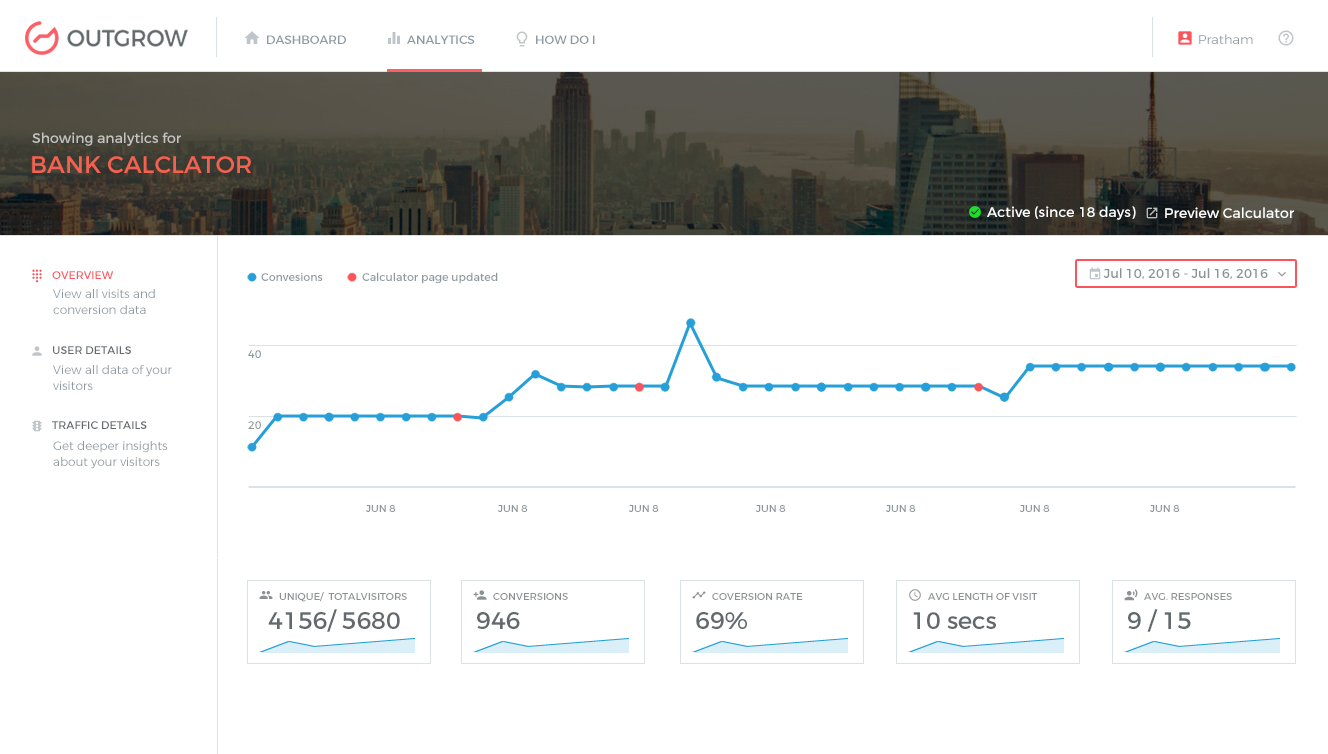 OUTGROW
DASHBOARD
ANALYTICS
HOW DO I
Pratham
Showing analytics for
BANK CALCLATOR
Active (since 18 days)
Preview Calculator
OVERVIEW
View all visits and
conversion data
USER DETAILS
View all data of your
visitors
TRAFFIC DETAILS
Get deeper insights
about your visitors
Convesions
Calculator page updated
Jul 10, 2016 - Jul 16, 2016
40
20
JUN 8
JUN 8
JUN 8
JUN 8
JUN 8
JUN 8
JUN 8
UNIQUE/ TOTALVISITORS
4156/ 5680
CONVERSIONS
946
COVERSION RATE
69%
AVG LENGTH OF VISIT
10 secs
AVG. RESPONSES
9 / 15